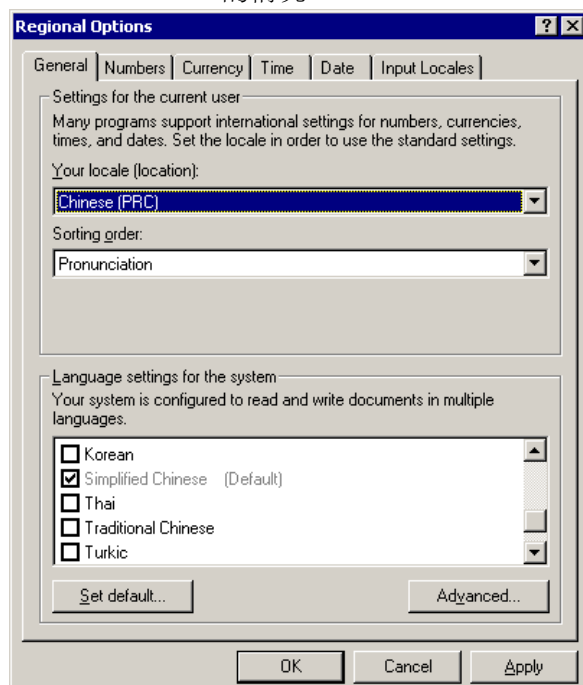 Regional Options
General Numbers Currency Time Date Input Locales
Settings for the current user
Many programs support international settings for numbers, currencies,
times, and dates. Set the locale in order to use the standard settings.
Your locale (location):
Chinese (PRC)
Sorting order:
Pronunciation
Language settings for the system
Your system is configured to read and write documents in multiple
languages.
Korean
Simplified Chinese (Default)
Thai
Traditional Chinese
Turkic
Set default... Advanced...
OK Cancel Apply